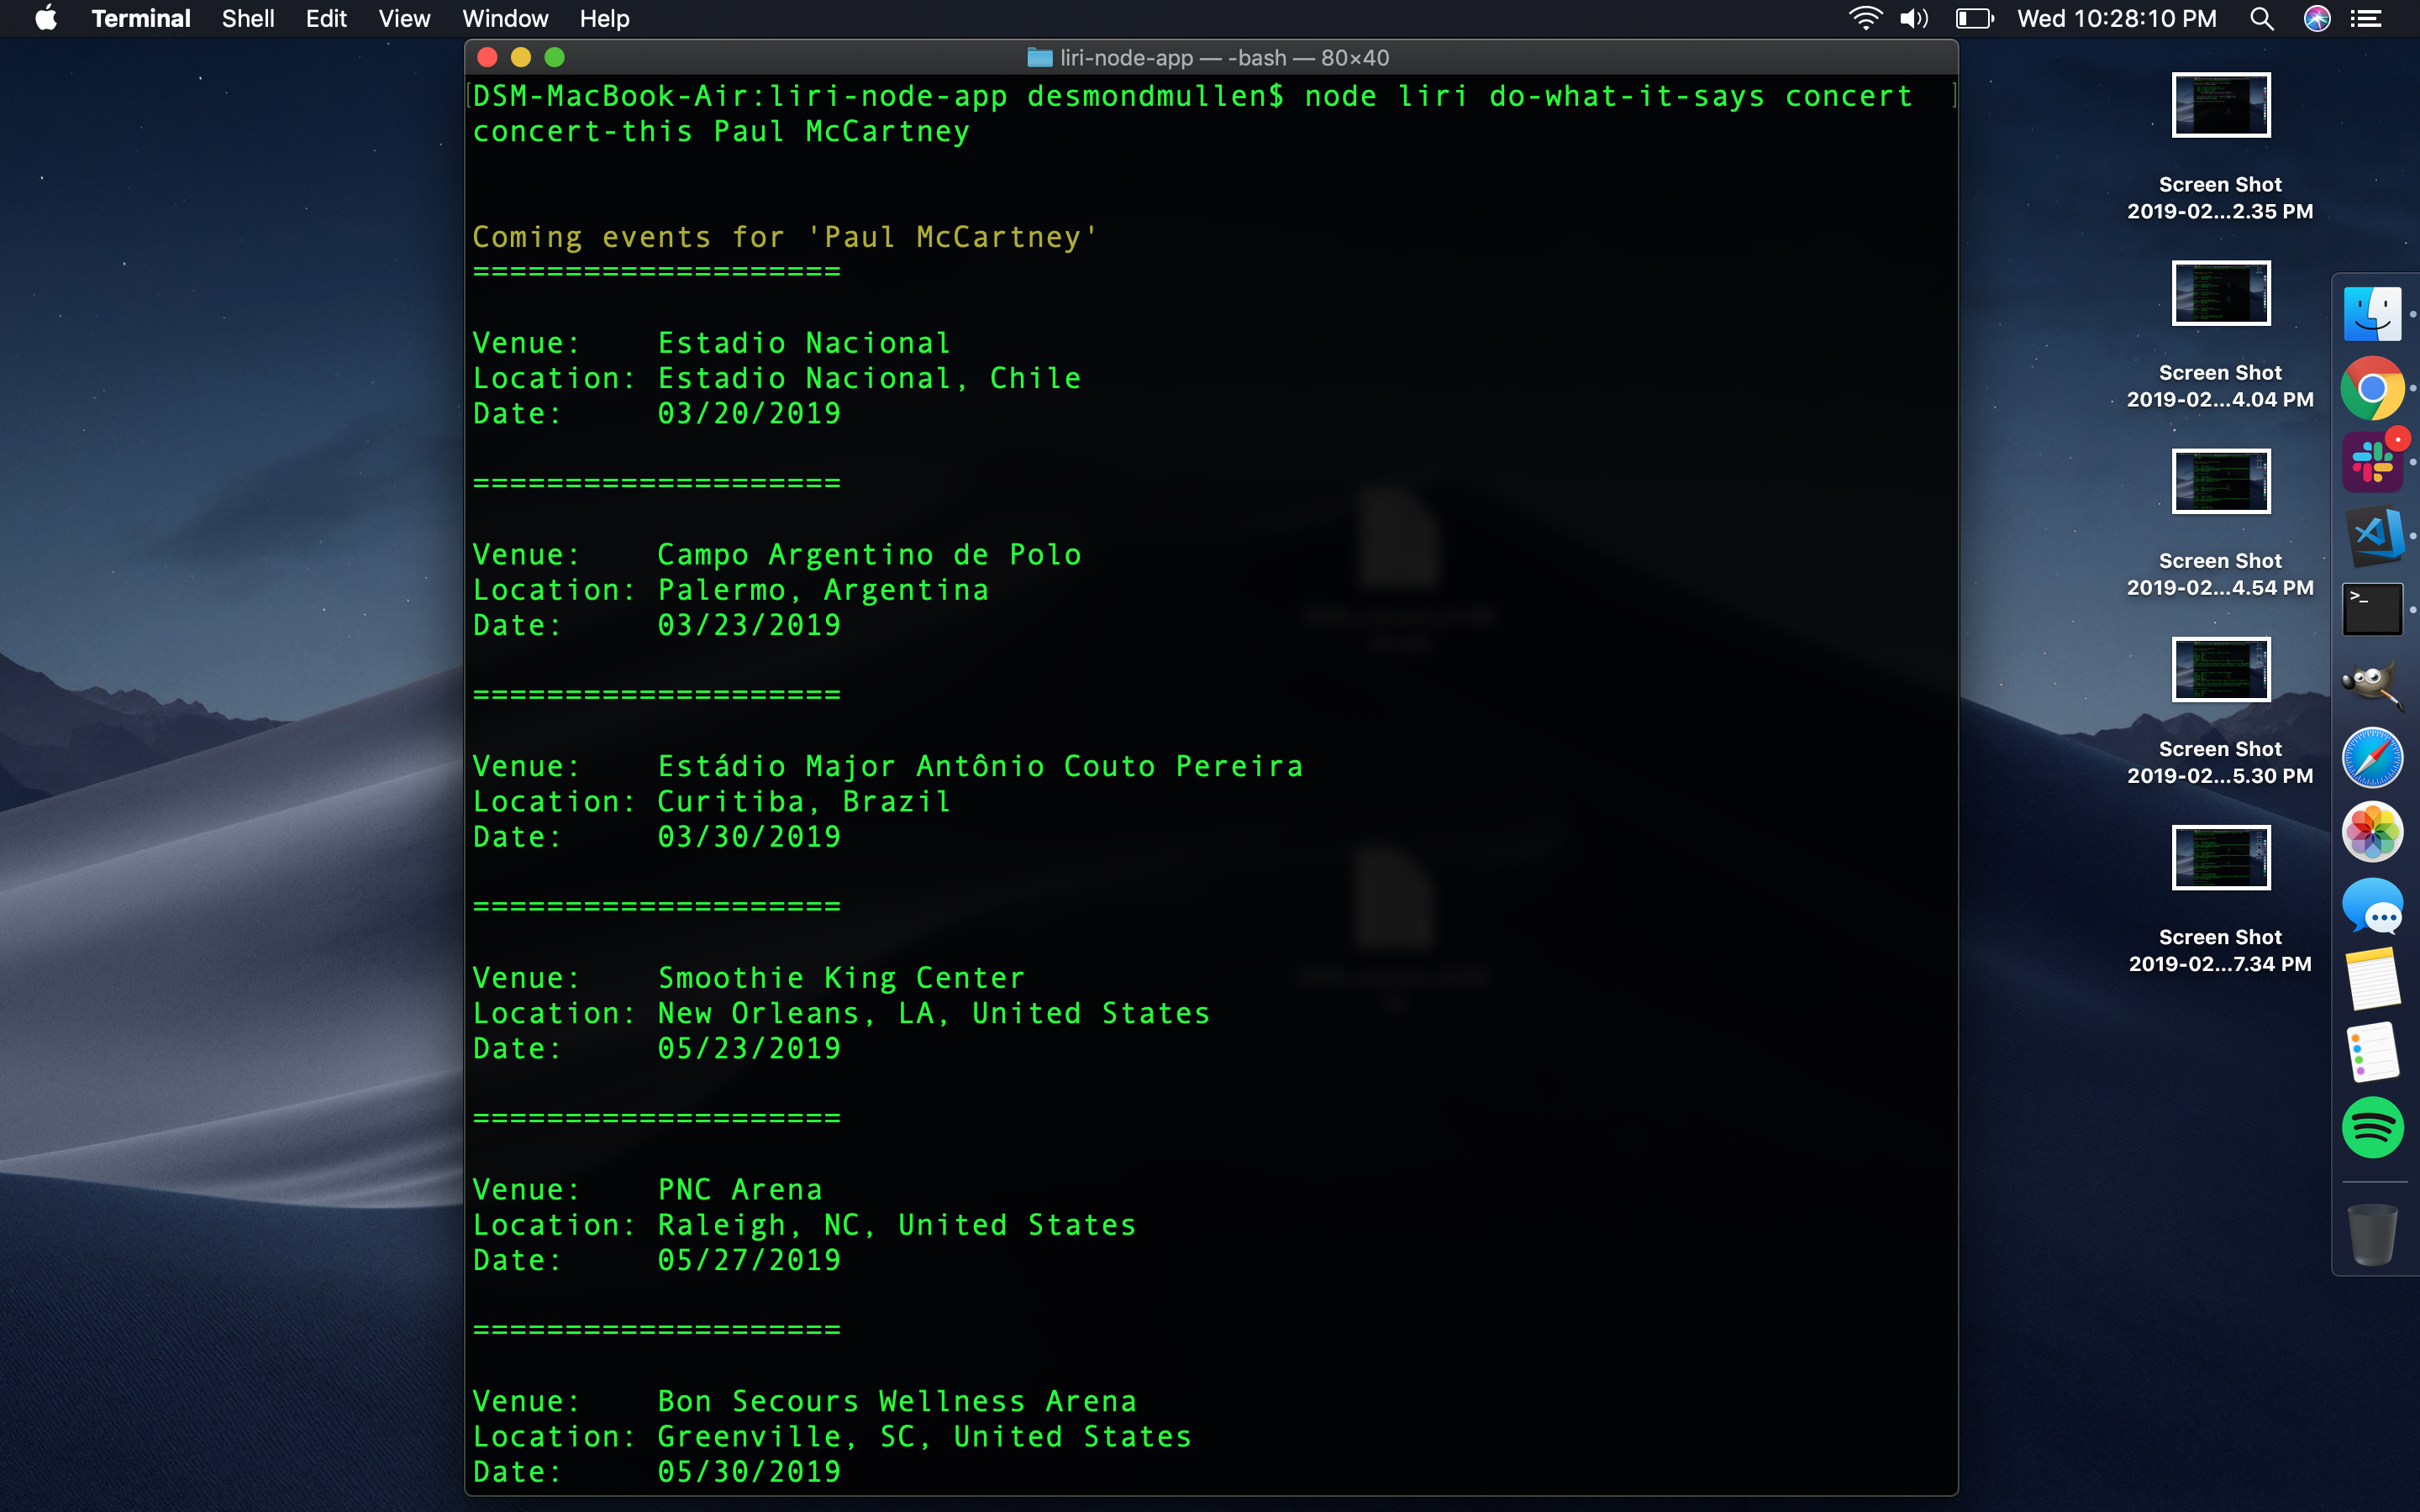 Terminal Shell Edit View Window Help Wed 10:28:10 PM
liri-node-app — -bash — 80×40
[DSM-MacBook-Air:liri-node-app desmondmullen$ node liri do-what-it-says concert ]
concert-this Paul McCartney
Coming events for 'Paul McCartney'
====================
Venue: Estadio Nacional
Location: Estadio Nacional, Chile
Date: 03/20/2019
====================
Venue: Campo Argentino de Polo
Location: Palermo, Argentina
Date: 03/23/2019
====================
Venue: Estádio Major Antônio Couto Pereira
Location: Curitiba, Brazil
Date: 03/30/2019
====================
Venue: Smoothie King Center
Location: New Orleans, LA, United States
Date: 05/23/2019
====================
Venue: PNC Arena
Location: Raleigh, NC, United States
Date: 05/27/2019
====================
Venue: Bon Secours Wellness Arena
Location: Greenville, SC, United States
Date: 05/30/2019
Screen Shot
2019-02...2.35 PM
Screen Shot
2019-02...4.04 PM
Screen Shot
2019-02...4.54 PM
Screen Shot
2019-02...5.30 PM
Screen Shot
2019-02...7.34 PM
>_